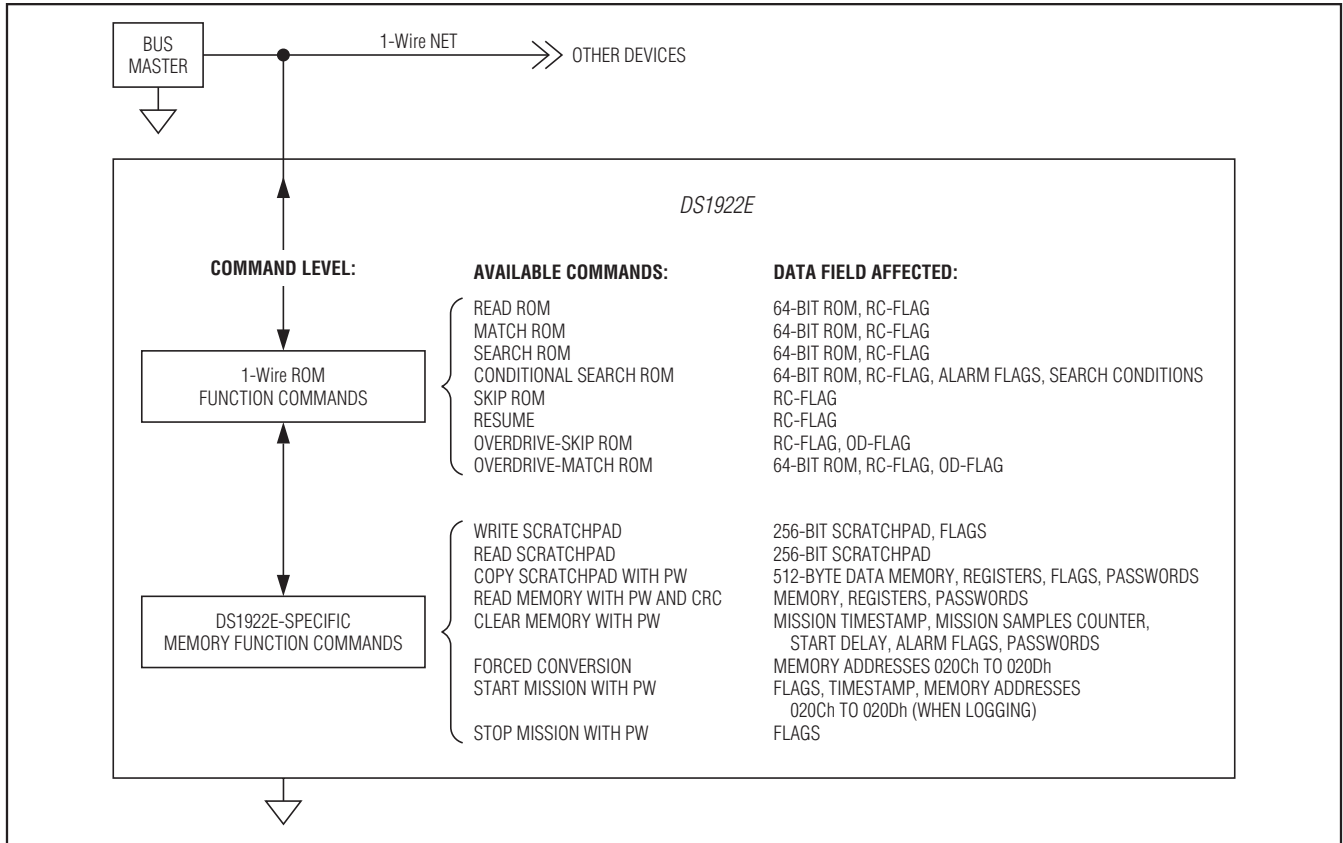 BUS
MASTER
1-Wire NET
OTHER DEVICES
DS1922E
COMMAND LEVEL:
AVAILABLE COMMANDS:
DATA FIELD AFFECTED:
1-Wire ROM
FUNCTION COMMANDS
READ ROM 64-BIT ROM, RC-FLAG
MATCH ROM 64-BIT ROM, RC-FLAG
SEARCH ROM 64-BIT ROM, RC-FLAG
CONDITIONAL SEARCH ROM 64-BIT ROM, RC-FLAG, ALARM FLAGS, SEARCH CONDITIONS
SKIP ROM RC-FLAG
RESUME RC-FLAG
OVERDRIVE-SKIP ROM RC-FLAG, OD-FLAG
OVERDRIVE-MATCH ROM 64-BIT ROM, RC-FLAG, OD-FLAG
DS1922E-SPECIFIC
MEMORY FUNCTION COMMANDS
WRITE SCRATCHPAD 256-BIT SCRATCHPAD, FLAGS
READ SCRATCHPAD 256-BIT SCRATCHPAD
COPY SCRATCHPAD WITH PW 512-BYTE DATA MEMORY, REGISTERS, FLAGS, PASSWORDS
READ MEMORY WITH PW AND CRC MEMORY, REGISTERS, PASSWORDS
CLEAR MEMORY WITH PW MISSION TIMESTAMP, MISSION SAMPLES COUNTER,
START DELAY, ALARM FLAGS, PASSWORDS
FORCED CONVERSION MEMORY ADDRESSES 020Ch TO 020Dh
START MISSION WITH PW FLAGS, TIMESTAMP, MEMORY ADDRESSES
020Ch TO 020Dh (WHEN LOGGING)
STOP MISSION WITH PW FLAGS